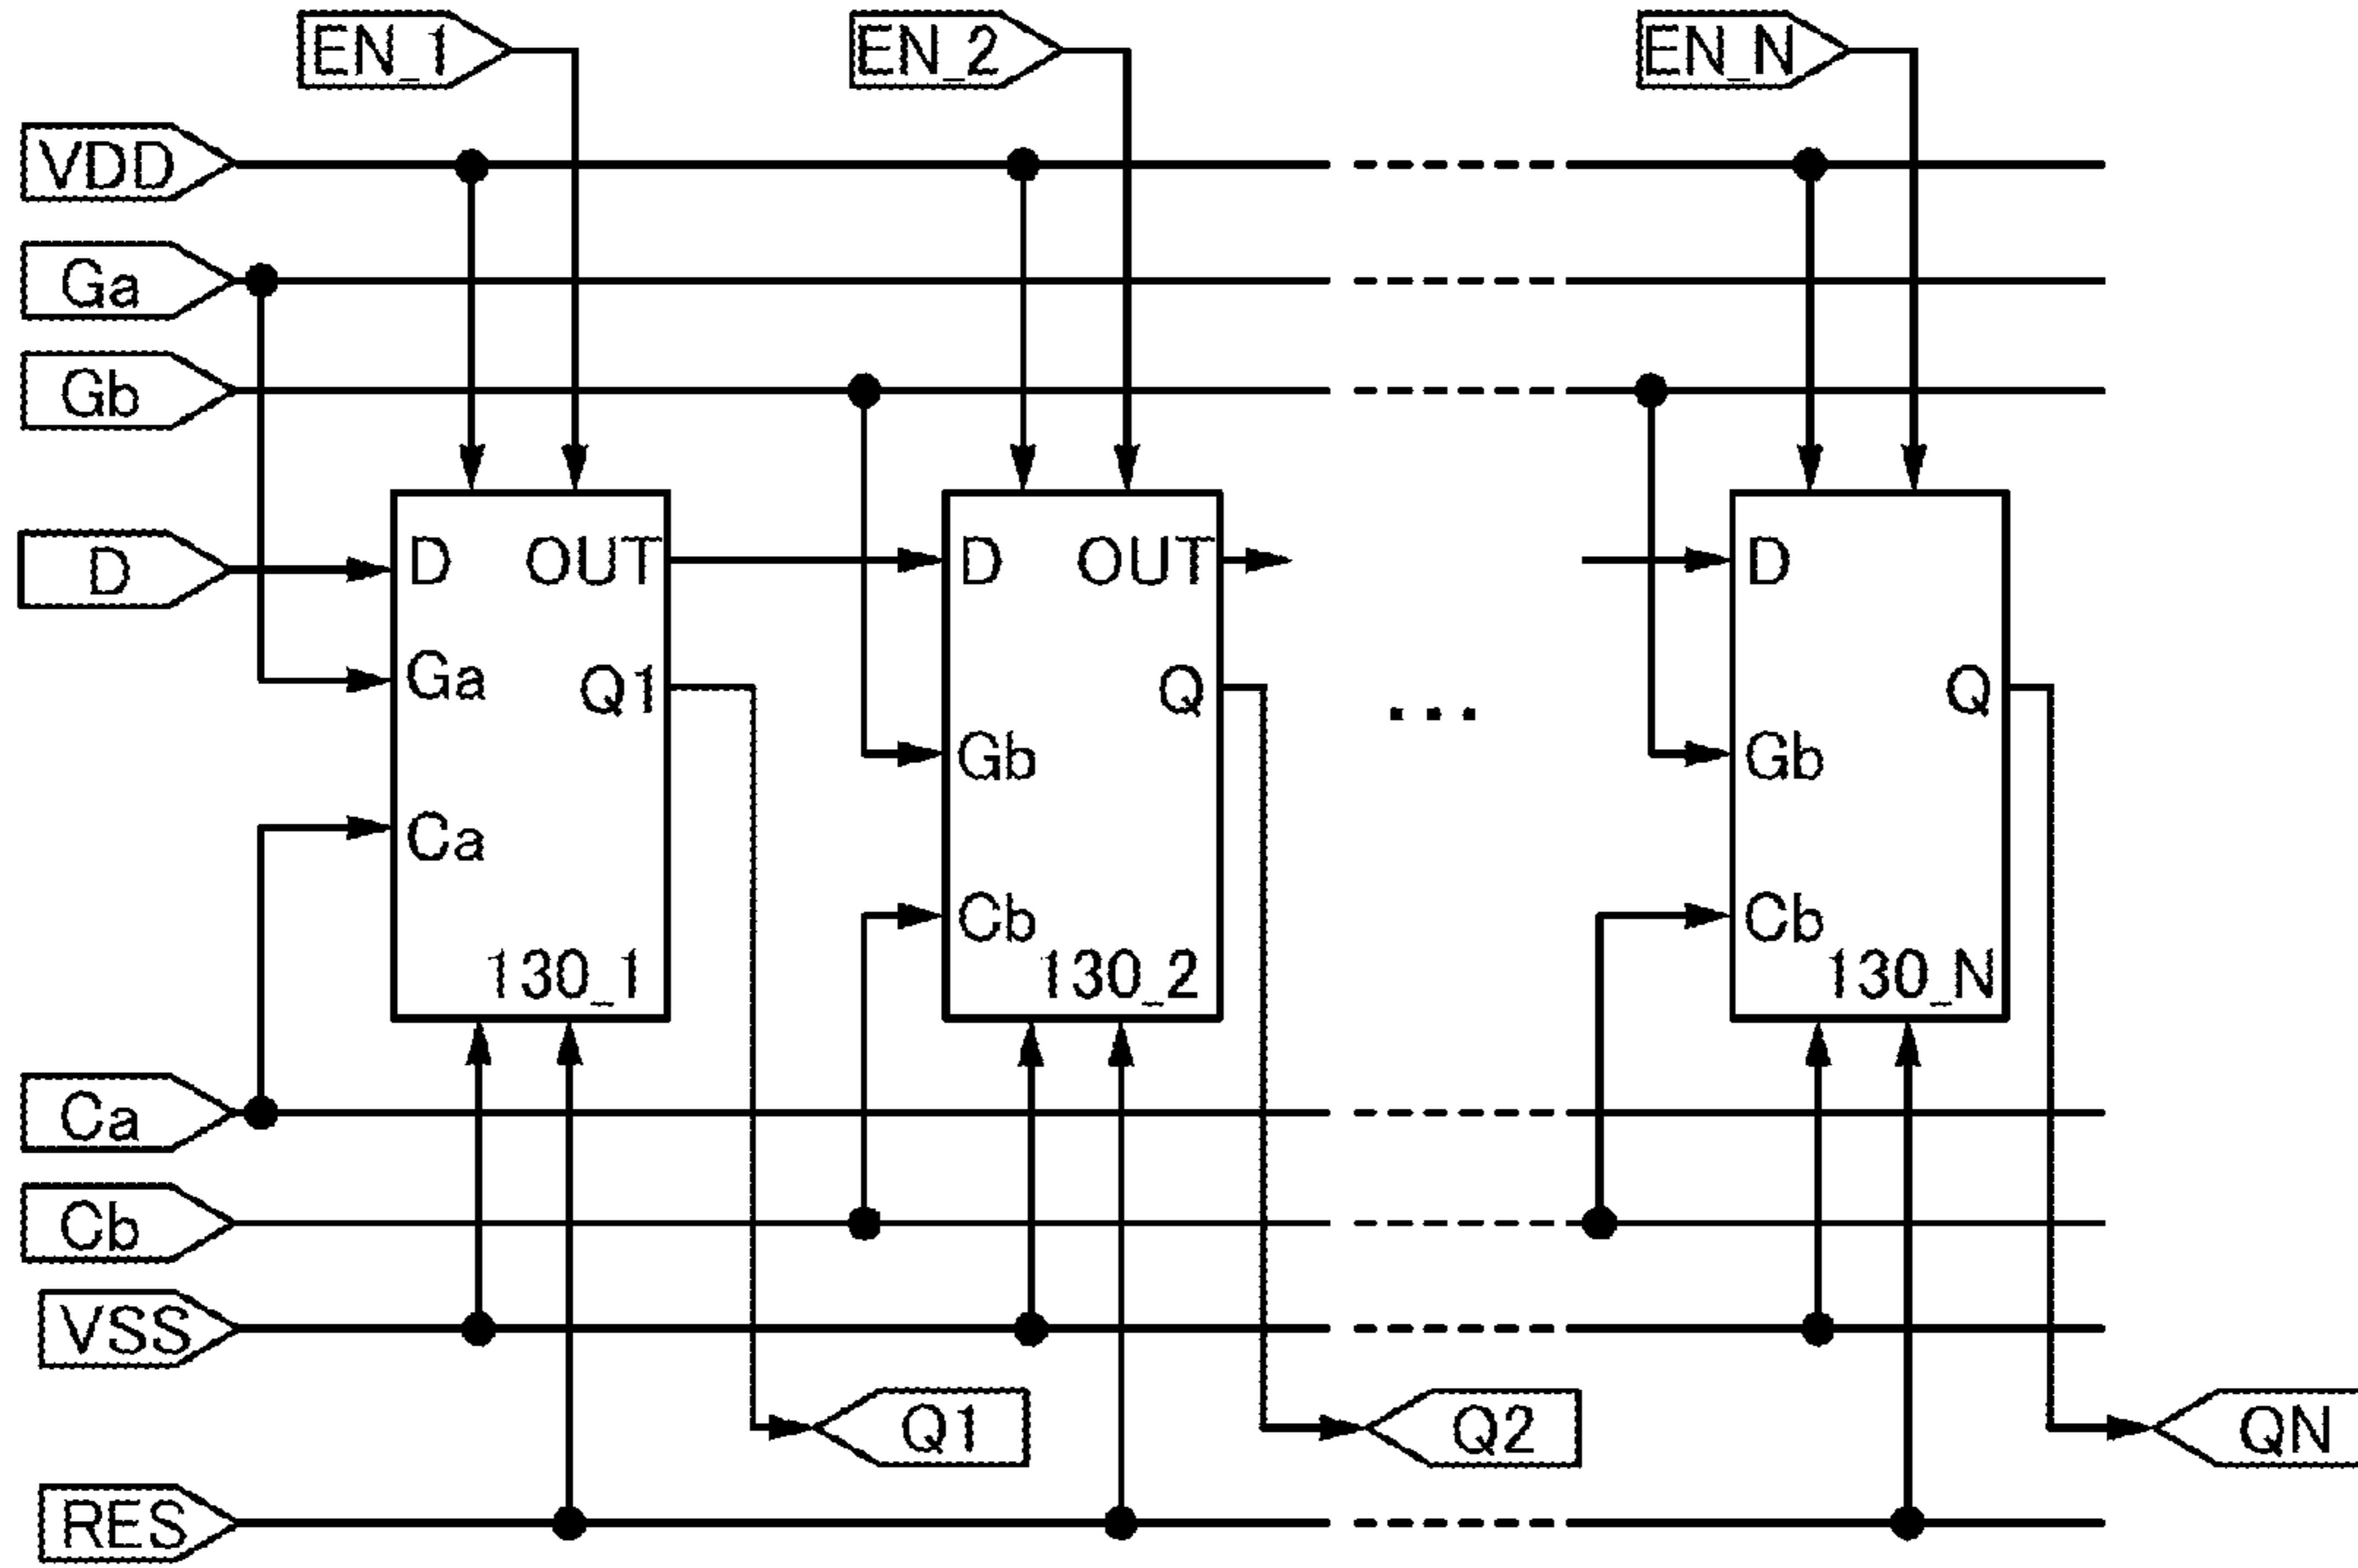 EN_1
EN_2
EN_N
VDD
Ga
Gb
D
D OUT
D OUT
D
Ga
Q1
Q
Q
Gb
Gb
...
Ca
Cb
Cb
130_1
130_2
130_N
Ca
Cb
VSS
Q1
Q2
QN
RES